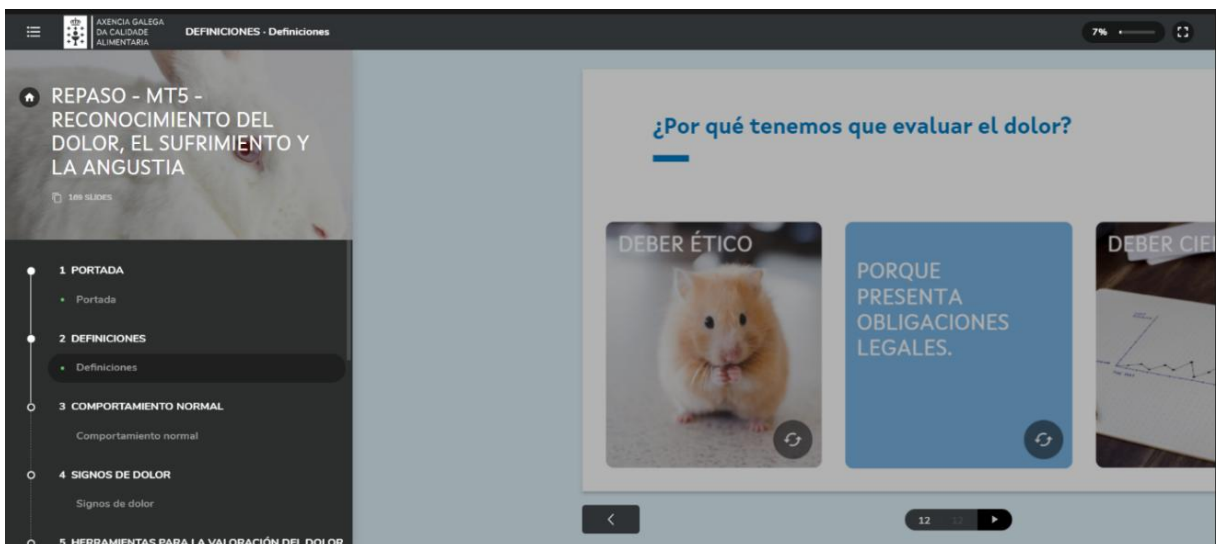 AXENCIA GALEGA
DA CALIDADE
ALIMENTARIA
DEFINICIONES - Definiciones
7%
REPASO - MT5 -
RECONOCIMIENTO DEL
DOLOR, EL SUFRIMIENTO Y
LA ANGUSTIA
189 SLIDES
1 PORTADA
Portada
2 DEFINICIONES
Definiciones
3 COMPORTAMIENTO NORMAL
Comportamiento normal
4 SIGNOS DE DOLOR
Signos de dolor
5 HERRAMIENTAS PARA LA VALORACIÓN DEL DOLOR
¿Por qué tenemos que evaluar el dolor?
DEBER ÉTICO
PORQUE
PRESENTA
OBLIGACIONES
LEGALES.
DEBER CIE
12 12